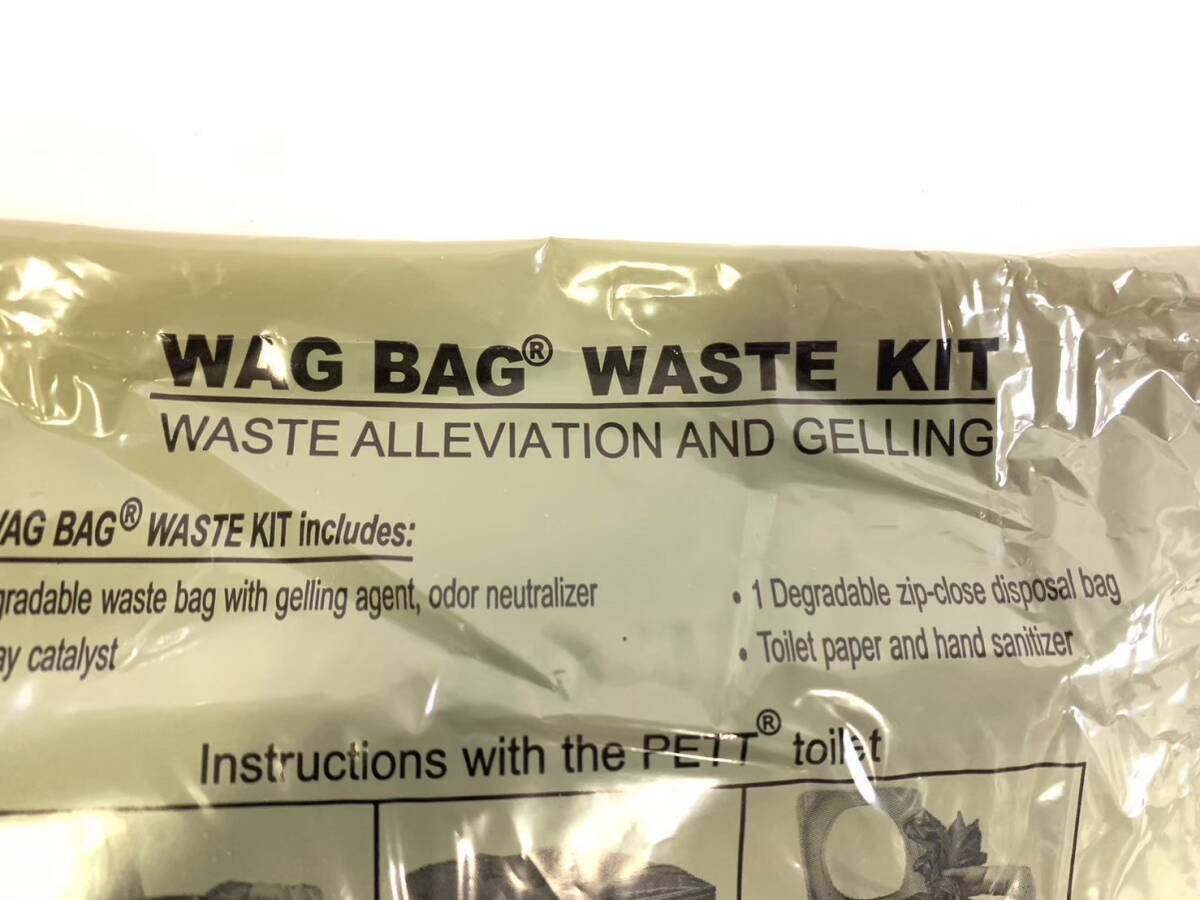 WAG BAG® WASTE KIT
WASTE ALLEVIATION AND GELLING
WAG BAG® WASTE KIT includes:
gradable waste bag with gelling agent, odor neutralizer
ay catalyst
• 1 Degradable zip-close disposal bag
• Toilet paper and hand sanitizer
Instructions with the PETT® toilet